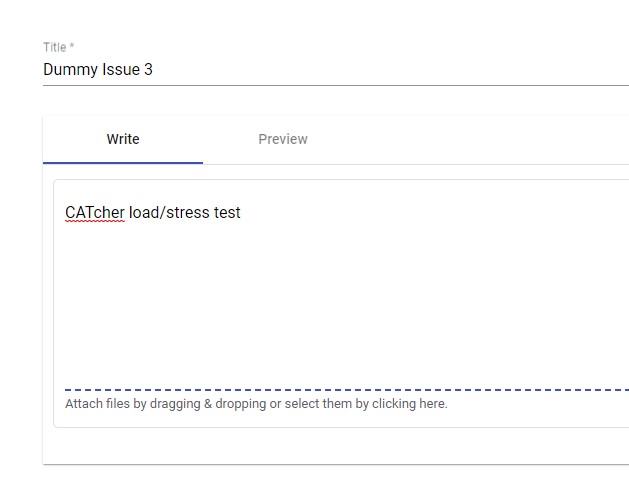 Title *
Dummy Issue 3
Write
Preview
CATcher load/stress test
Attach files by dragging & dropping or select them by clicking here.